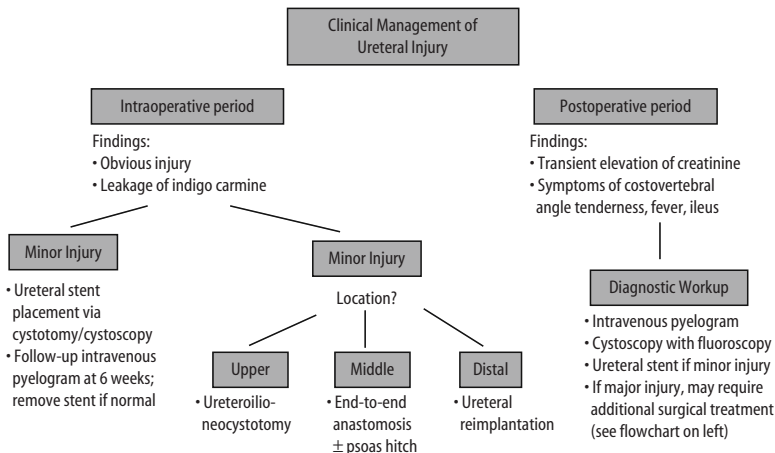 Clinical Management of
Ureteral Injury
Intraoperative period
Findings:
• Obvious injury
• Leakage of indigo carmine
Minor Injury
• Ureteral stent
placement via
cystotomy/cystoscopy
• Follow-up intravenous
pyelogram at 6 weeks;
remove stent if normal
Minor Injury
Location?
Upper
• Ureteroilio-
neocystotomy
Middle
• End-to-end
anastomosis
± psoas hitch
Distal
• Ureteral
reimplantation
Postoperative period
Findings:
• Transient elevation of creatinine
• Symptoms of costovertebral
angle tenderness, fever, ileus
Diagnostic Workup
• Intravenous pyelogram
• Cystoscopy with fluoroscopy
• Ureteral stent if minor injury
• If major injury, may require
additional surgical treatment
(see flowchart on left)